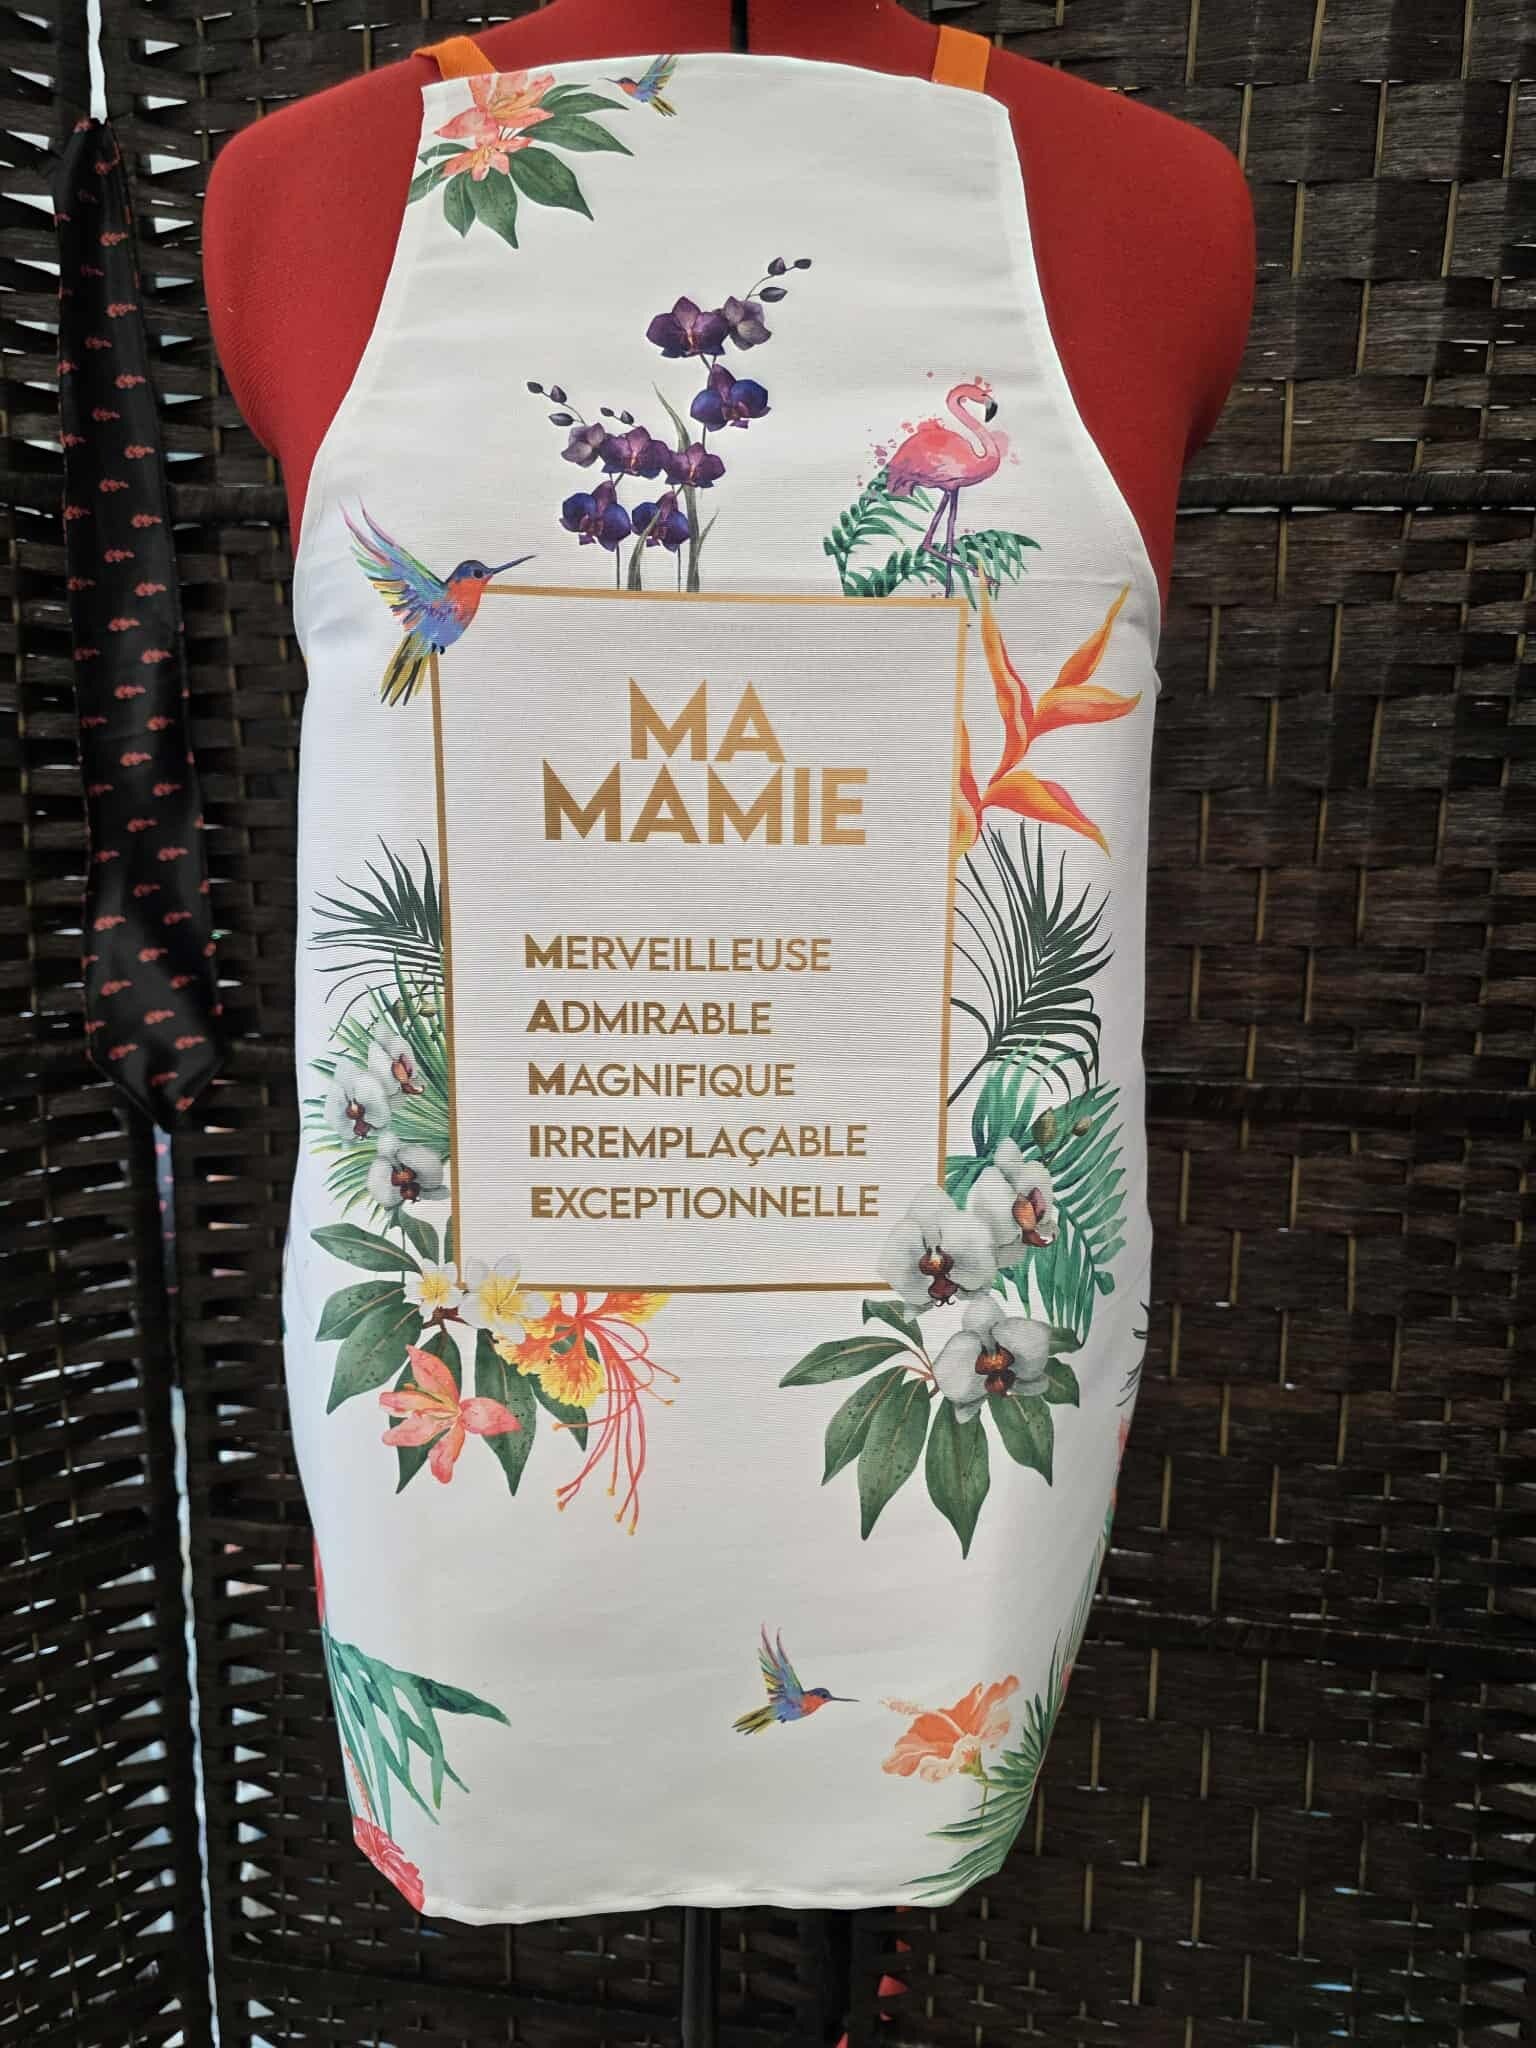 MA
MAMIE
MERVEILLEUSE
ADMIRABLE
MAGNIFIQUE
IRREMPLAÇABLE
EXCEPTIONNELLE